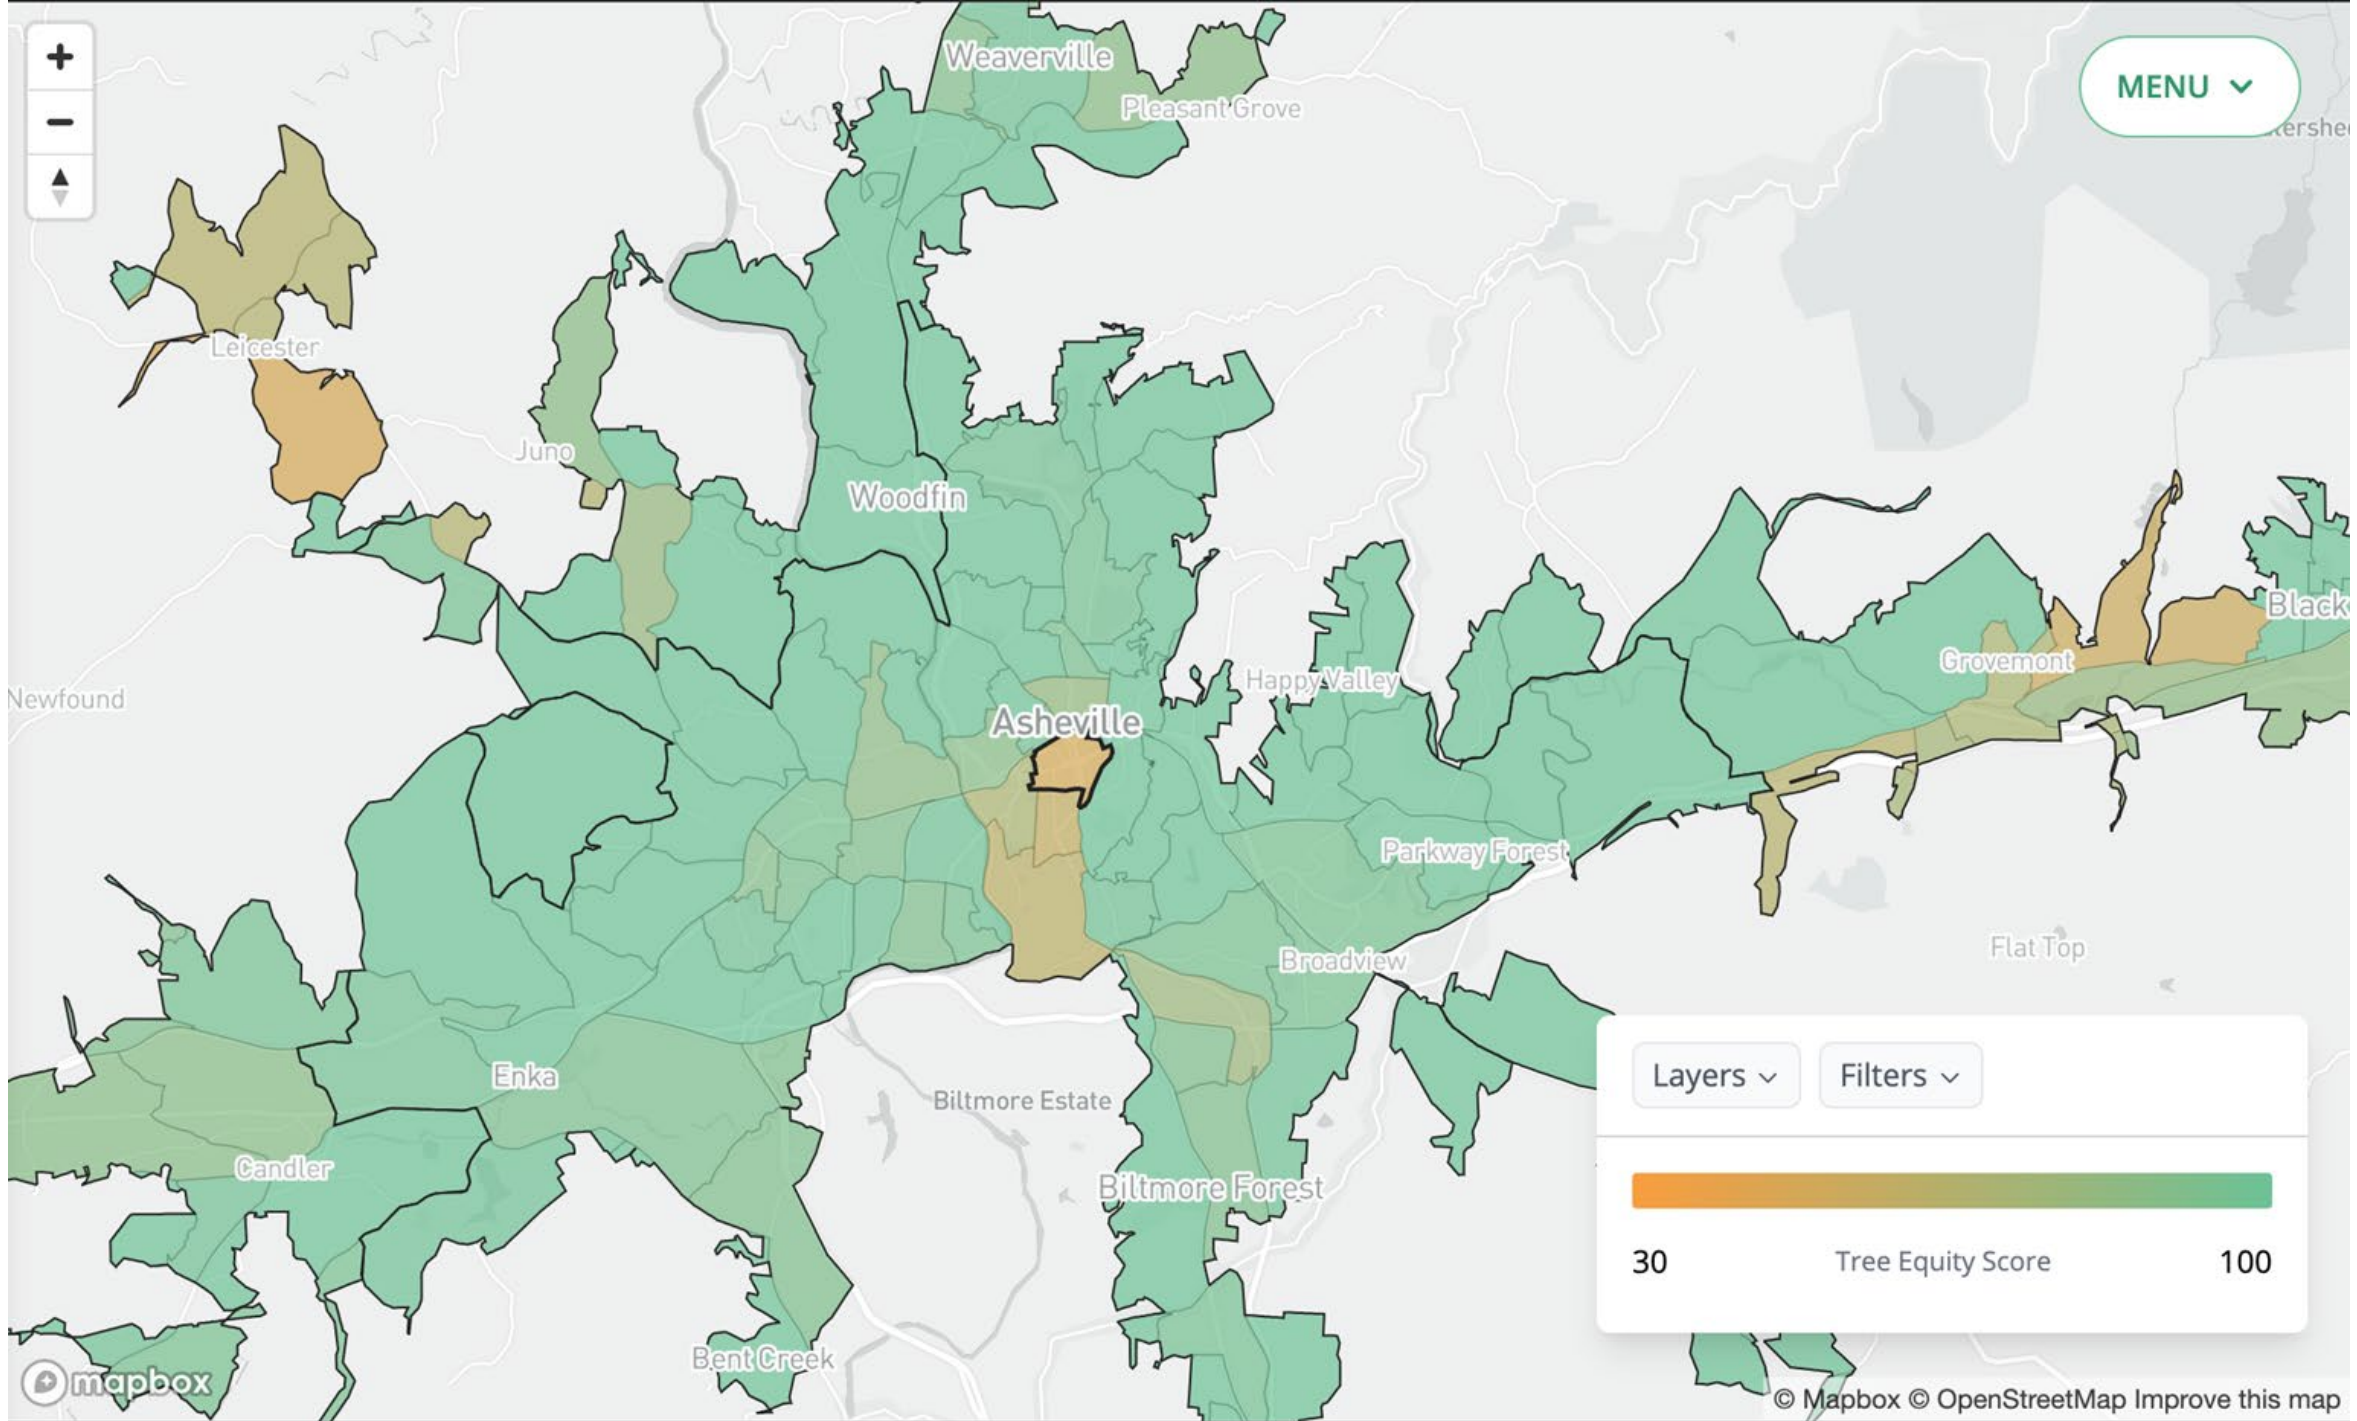 +
Weaverville
MENU
Pleasant Grove
−
Leicester
Juno
Woodfin
Black
Grovemont
Happy Valley
Newfound
Asheville
Parkway Forest
Flat Top
Broadview
Layers
Filters
Enka
Biltmore Estate
Candler
Biltmore Forest
30
Tree Equity Score
100
Bent Creek
mapbox
© Mapbox © OpenStreetMap Improve this map